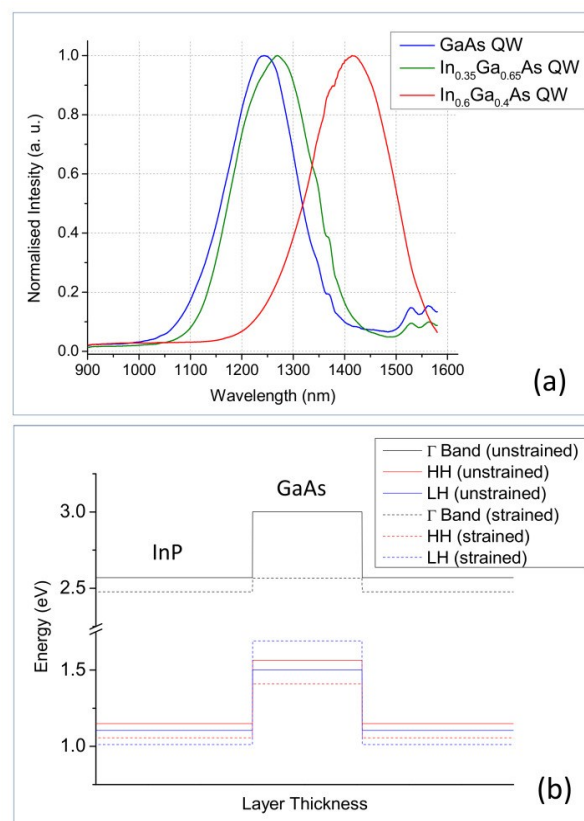 GaAs QW
In0.35Ga0.65As QW
In0.6Ga0.4As QW
1.0
0.8
0.6
0.4
0.2
0.0
Normalised Intesity (a. u.)
900 1000 1100 1200 1300 1400 1500 1600
Wavelength (nm)
(a)
Γ Band (unstrained)
HH (unstrained)
LH (unstrained)
Γ Band (strained)
HH (strained)
LH (strained)
GaAs
InP
3.0
2.5
1.5
1.0
Energy (eV)
Layer Thickness
(b)